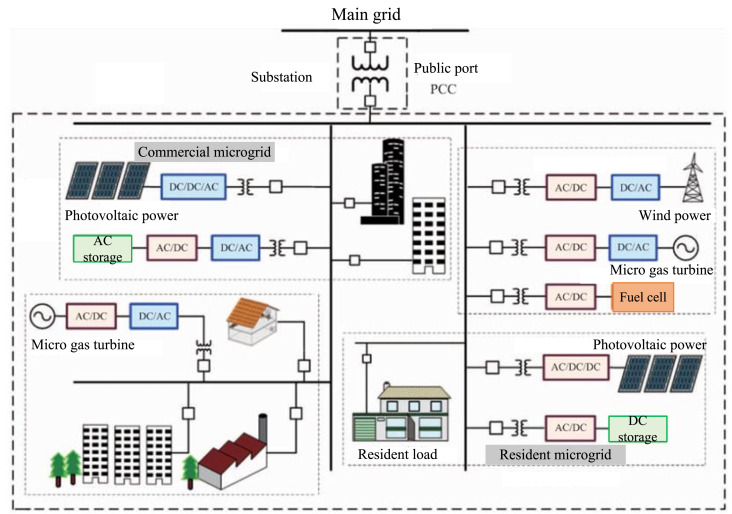 Main grid
Substation
Public port
PCC
Commercial microgrid
DC/DC/AC
Photovoltaic power
AC
storage
AC/DC
DC/AC
AC/DC
DC/AC
Wind power
AC/DC
DC/AC
Micro gas turbine
AC/DC
Fuel cell
AC/DC
DC/AC
Micro gas turbine
Photovoltaic power
AC/DC/DC
DC
storage
AC/DC
Resident load
Resident microgrid